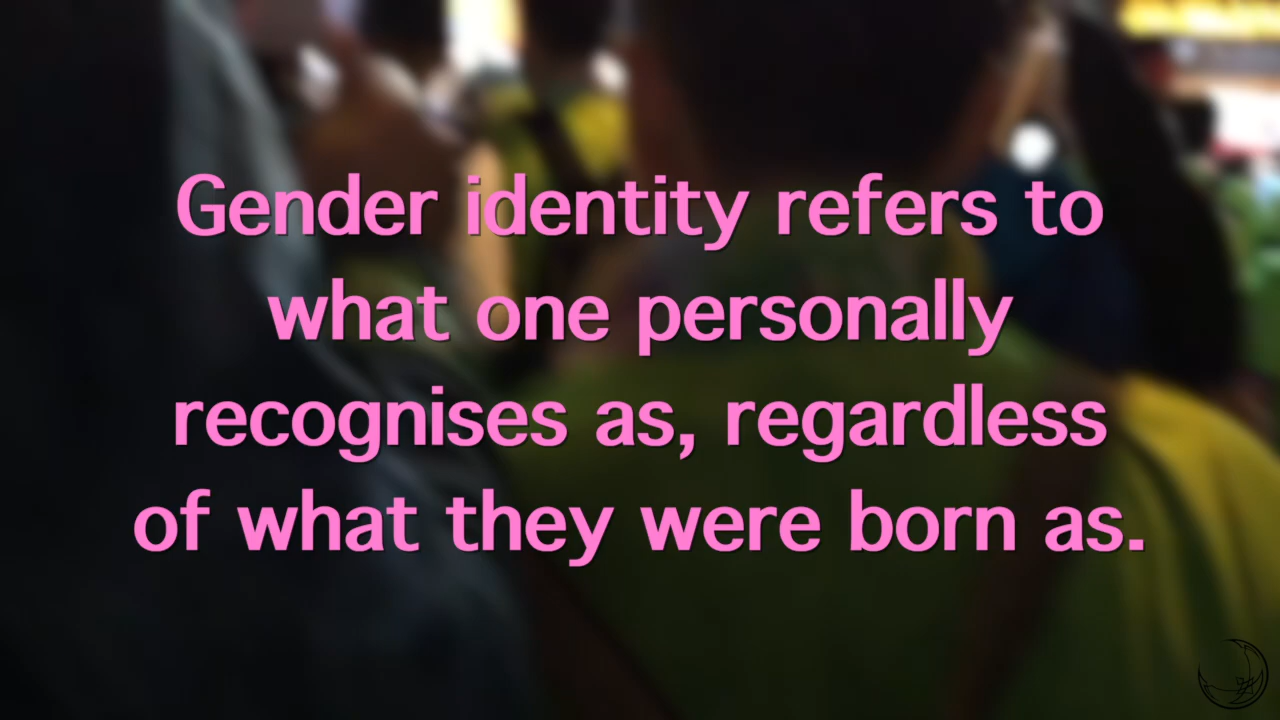 Gender identity refers to
what one personally
recognises as, regardless
of what they were born as.